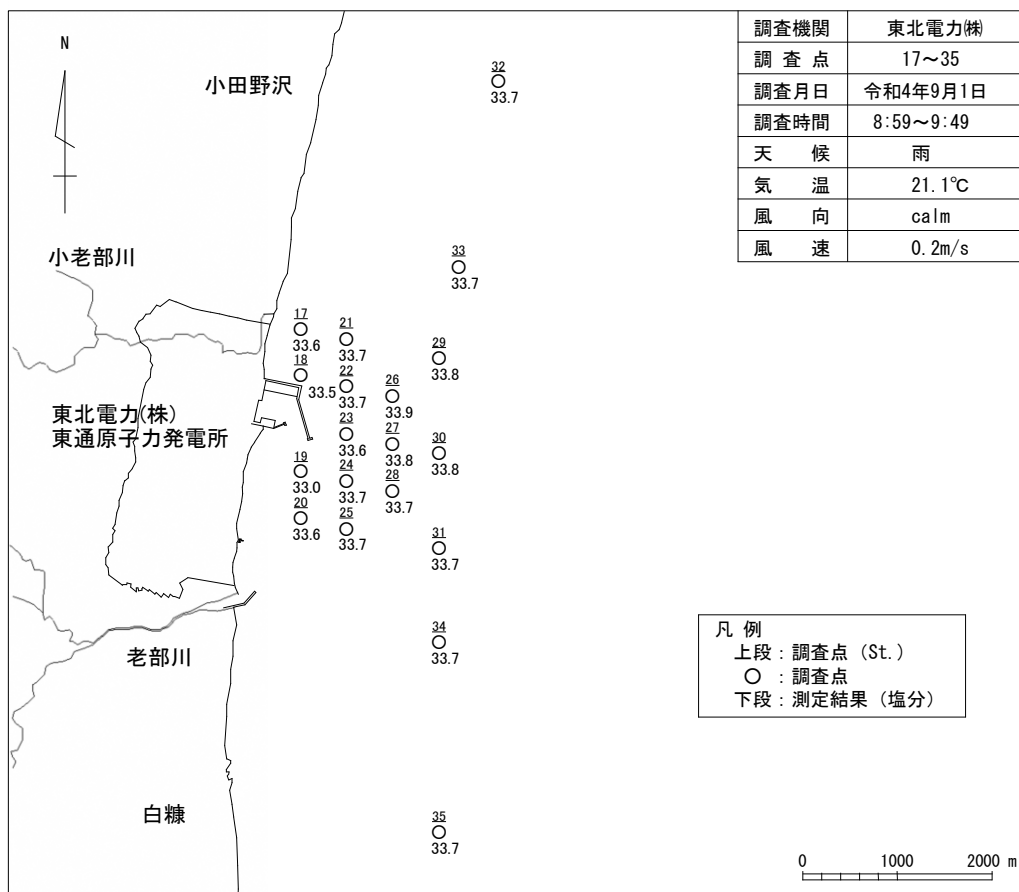 調査機関 東北電力㈱
調査点 17～35
調査月日 令和4年9月1日
調査時間 8:59～9:49
天候 雨
気温 21.1℃
風向 calm
風速 0.2m/s
N
小田野沢
32
33.7
小老部川
33
33.7
17
33.6
21
33.7
29
33.8
18
33.5
22
33.7
26
33.9
東北電力(株)
東通原子力発電所
23
33.6
27
33.8
30
33.8
19
33.0
24
33.7
28
33.7
20
33.6
25
33.7
31
33.7
34
33.7
老部川
凡例
上段：調査点（St.）
○：調査点
下段：測定結果（塩分）
白糠
35
33.7
0 1000 2000 m